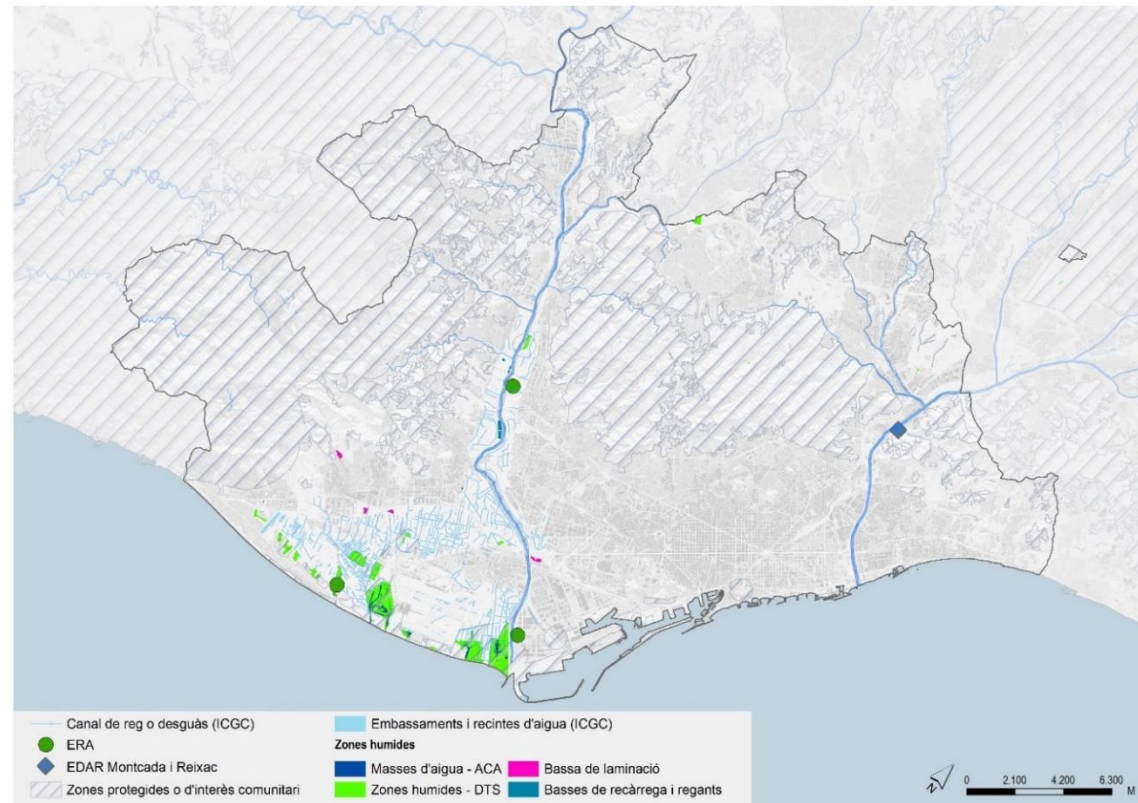 Canal de reg o desguàs (ICGC)
ERA
EDAR Montcada i Reixac
Zones protegides o d'interès comunitari
Embassaments i recintes d'aigua (ICGC)
Zones humides
Masses d'aigua - ACA
Zones humides - DTS
Bassa de laminació
Basses de recàrrega i regants
N
0 2.100 4.200 6.300
M